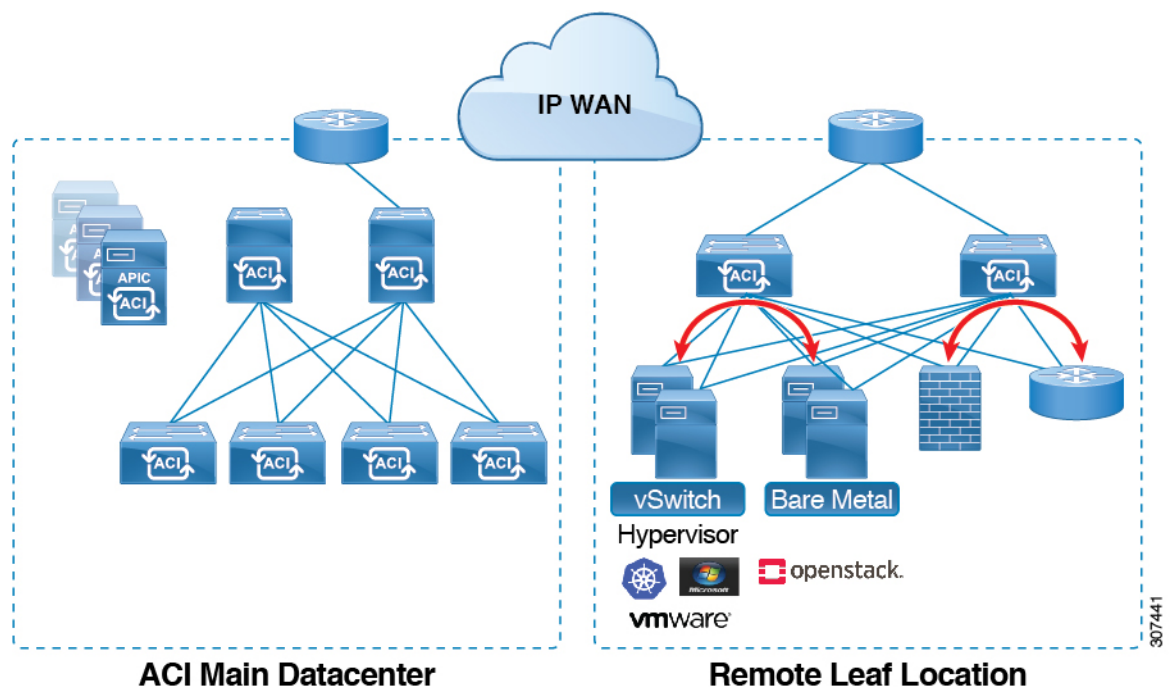 IP WAN
APIC
ACI
ACI
ACI
ACI
ACI
ACI
ACI
ACI
ACI
vSwitch
Bare Metal
Hypervisor
Microsoft
openstack.
vmware®
307441
ACI Main Datacenter
Remote Leaf Location